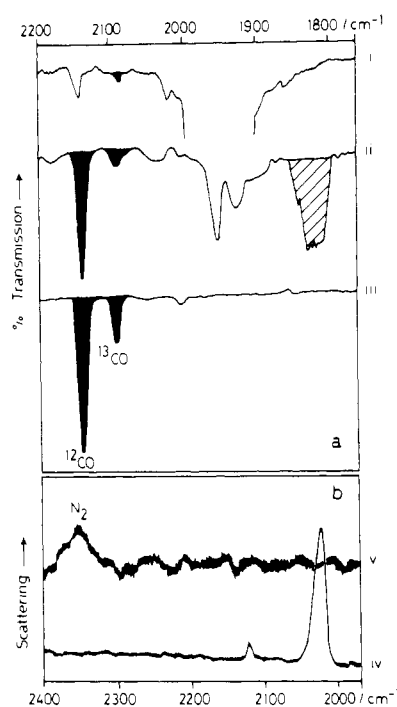 2200 2100 2000 1900 1800 / cm⁻¹
I
II
III
% Transmission →
¹³CO
¹²CO
a
b
N₂
V
IV
Scattering →
2400 2300 2200 2100 2000 / cm⁻¹